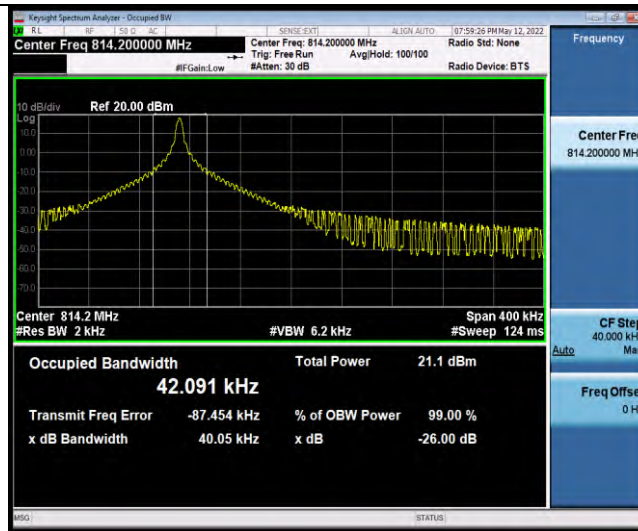 Keysight Spectrum Analyzer - Occupied BW
RL RF 50 Ω AC SENSE:EXT ALIGN AUTO 07:59:26 PM May 12, 2022
Center Freq 814.200000 MHz Center Freq: 814.200000 MHz Radio Std: None Frequency
Trig: Free Run Avg|Hold: 100/100
#IFGain:Low #Atten: 30 dB Radio Device: BTS
10 dB/div Ref 20.00 dBm
Log
10.0
0.00
-10.0
-20.0
-30.0
-40.0
-50.0
-60.0
-70.0
Center Fre
814.200000 MH
Center 814.2 MHz Span 400 kHz
#Res BW 2 kHz #VBW 6.2 kHz #Sweep 124 ms
CF Ste
40.000 kH
Auto Ma
Occupied Bandwidth Total Power 21.1 dBm
42.091 kHz
Transmit Freq Error -87.454 kHz % of OBW Power 99.00 %
x dB Bandwidth 40.05 kHz x dB -26.00 dB
Freq Offse
0 H
MSG STATUS